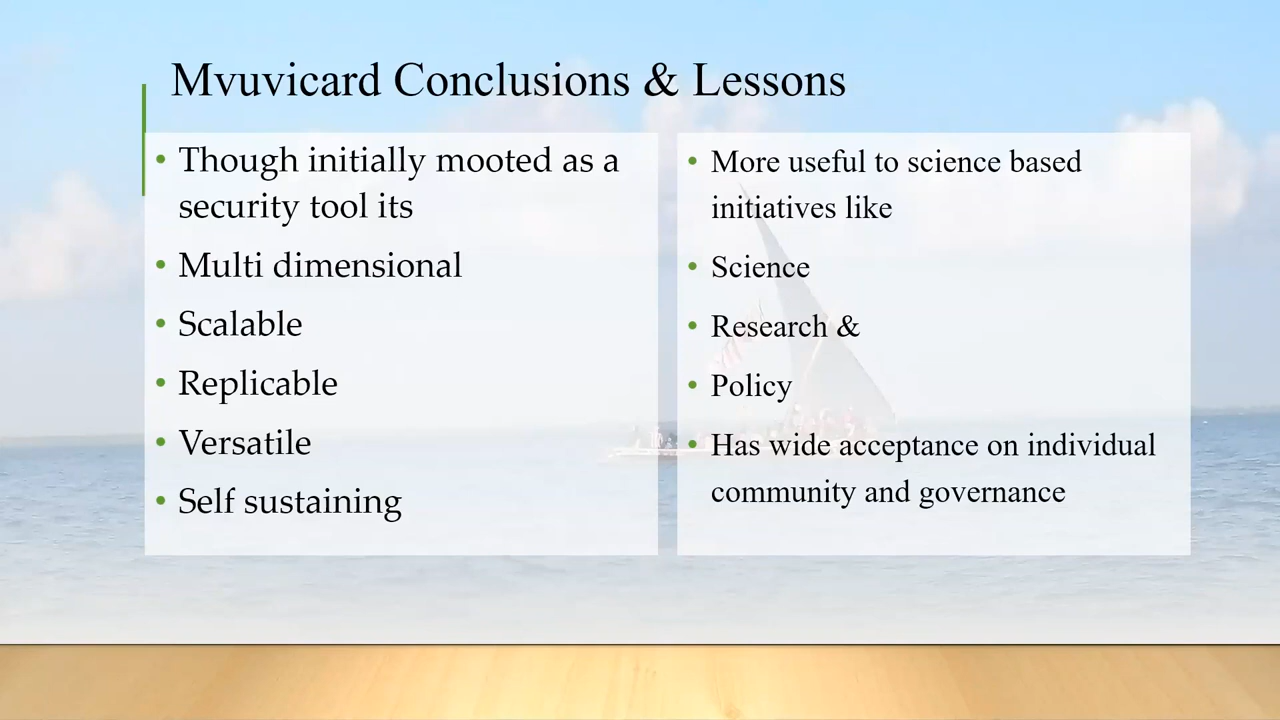 Mvuvicard Conclusions & Lessons
• Though initially mooted as a
security tool its
• Multi dimensional
• Scalable
• Replicable
• Versatile
• Self sustaining
• More useful to science based
initiatives like
• Science
• Research &
• Policy
• Has wide acceptance on individual
community and governance